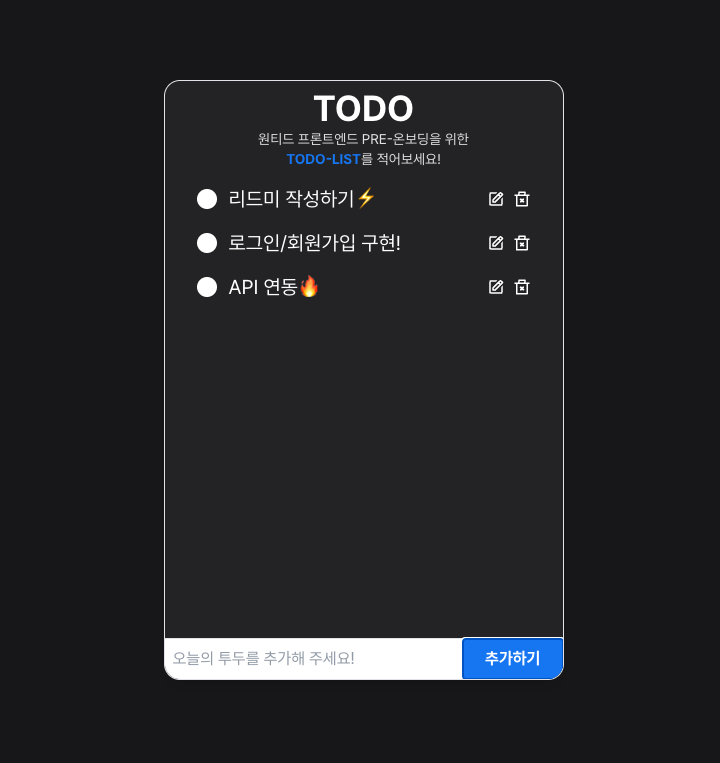 TODO
원티드 프론트엔드 PRE-온보딩을 위한
TODO-LIST를 적어보세요!
리드미 작성하기⚡
로그인/회원가입 구현!
API 연동🔥
오늘의 투두를 추가해 주세요!
추가하기